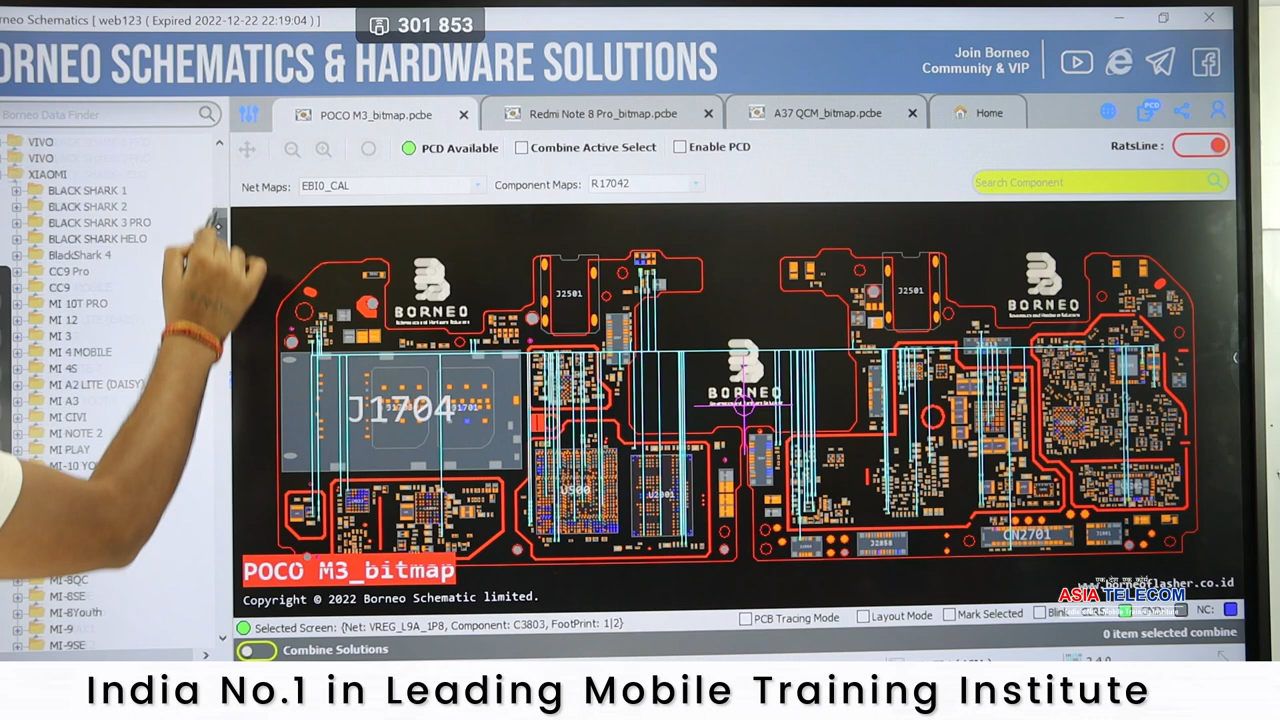 rneo Schematics [ web123 ( Expired 2022-12-22 22:19:04 ) ]
301 853
ORNEO SCHEMATICS & HARDWARE SOLUTIONS
Join Borneo
Community & VIP
Borneo Data Finder
POCO M3_bitmap.pcbe
Redmi Note 8 Pro_bitmap.pcbe
A37 QCM_bitmap.pcbe
Home
PCD
PCD Available
Combine Active Select
Enable PCD
RatsLine :
Net Maps:
EBI0_CAL
Component Maps:
R17042
Search Component
VIVO
VIVO
XIAOMI
BLACK SHARK 1
BLACK SHARK 2
BLACK SHARK 3 PRO
BLACK SHARK HELO
BlackShark 4
CC9 Pro
CC9
MI 10T PRO
MI 12
MI 3
MI 4 MOBILE
MI 4S
MI A2 LITE (DAISY)
MI A3
MI CIVI
MI NOTE 2
MI PLAY
MI-10 YO
MI-8QC
MI-8SE
MI-8Youth
MI-9
MI-9SE
BORNEO
J2501
J2501
BORNEO
BORNEO
J1704
J1701
U500
CN2701
POCO M3_bitmap
Copyright © 2022 Borneo Schematic limited.
www.borneoflasher.co.id
ASIA TELECOM
Selected Screen: {Net: VREG_L9A_1P8, Component: C3803, FootPrint: 1|2}
PCB Tracing Mode
Layout Mode
Mark Selected
NC:
0 item selected combine
Combine Solutions
India No.1 in Leading Mobile Training Institute